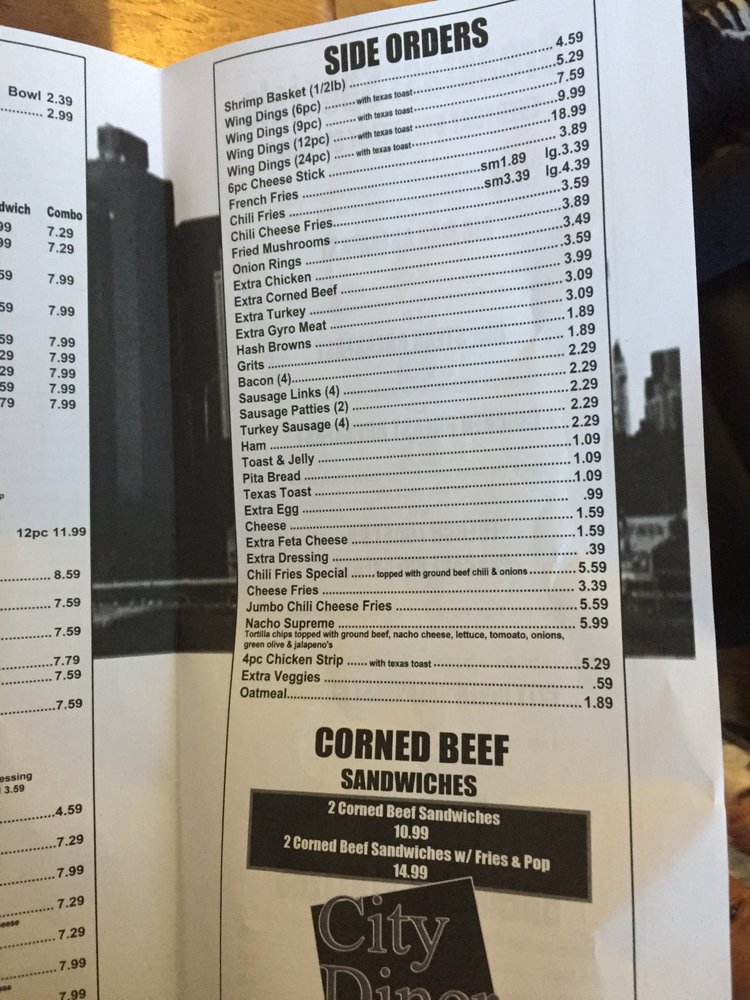 Bowl 2.39
2.99
Combo
7.29
7.29
7.99
7.99
7.99
7.99
7.99
7.99
7.99
12pc 11.99
8.59
7.59
7.59
7.79
7.59
7.59
3.59
4.59
7.29
7.99
7.29
7.29
7.99
7.99
SIDE ORDERS
Shrimp Basket (1/2lb) 4.59
Wing Dings (6pc) with texas toast 5.29
Wing Dings (9pc) with texas toast 7.59
Wing Dings (12pc) with texas toast 9.99
Wing Dings (24pc) with texas toast 18.99
6pc Cheese Stick 3.89
French Fries sm1.89 lg.3.39
Chili Fries sm3.39 lg.4.39
Chili Cheese Fries 3.59
Fried Mushrooms 3.89
Onion Rings 3.49
Extra Chicken 3.59
Extra Corned Beef 3.99
Extra Turkey 3.09
Extra Gyro Meat 3.09
Hash Browns 1.89
Grits 1.89
Bacon (4) 2.29
Sausage Links (4) 2.29
Sausage Patties (2) 2.29
Turkey Sausage (4) 2.29
Ham 2.29
Toast & Jelly 1.09
Pita Bread 1.09
Texas Toast 1.09
Extra Egg .99
Cheese 1.59
Extra Feta Cheese 1.59
Extra Dressing .39
Chili Fries Special topped with ground beef chili & onions 5.59
Cheese Fries 3.39
Jumbo Chili Cheese Fries 5.59
Nacho Supreme 5.99
Tortilla chips topped with ground beef, nacho cheese, lettuce, tomoato, onions,
green olive & jalapeno's
4pc Chicken Strip with texas toast 5.29
Extra Veggies .59
Oatmeal 1.89
CORNED BEEF
SANDWICHES
2 Corned Beef Sandwiches
10.99
2 Corned Beef Sandwiches w/ Fries & Pop
14.99
City
Diner